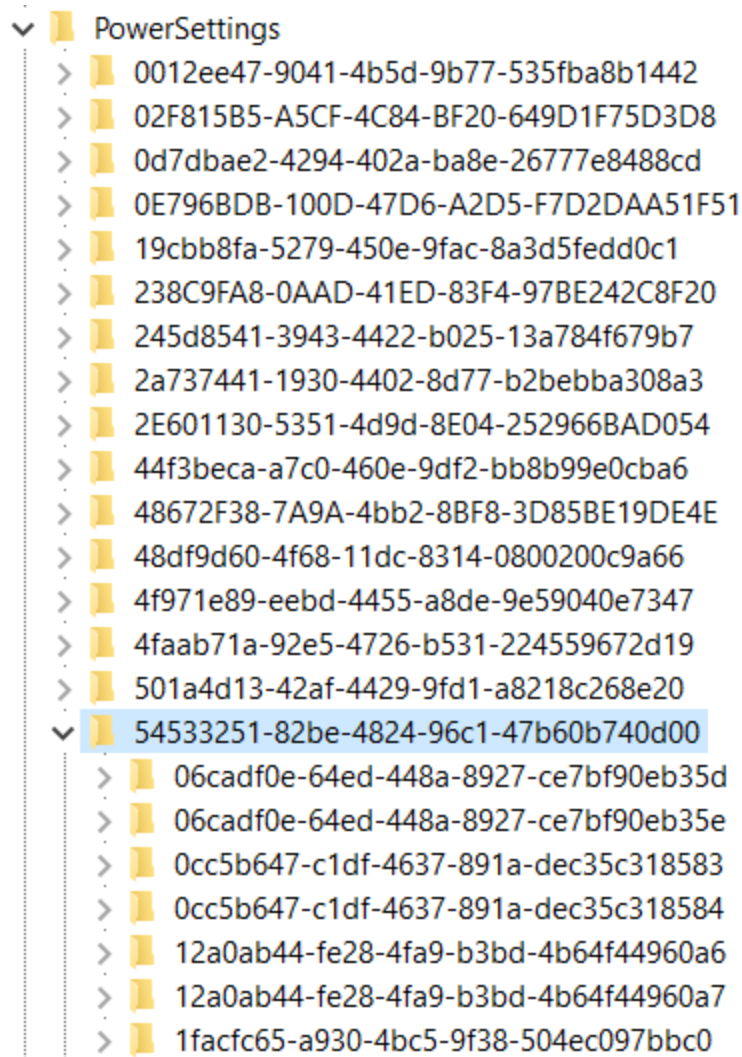 PowerSettings
0012ee47-9041-4b5d-9b77-535fba8b1442
02F815B5-A5CF-4C84-BF20-649D1F75D3D8
0d7dbae2-4294-402a-ba8e-26777e8488cd
0E796BDB-100D-47D6-A2D5-F7D2DAA51F51
19cbb8fa-5279-450e-9fac-8a3d5fedd0c1
238C9FA8-0AAD-41ED-83F4-97BE242C8F20
245d8541-3943-4422-b025-13a784f679b7
2a737441-1930-4402-8d77-b2bebba308a3
2E601130-5351-4d9d-8E04-252966BAD054
44f3beca-a7c0-460e-9df2-bb8b99e0cba6
48672F38-7A9A-4bb2-8BF8-3D85BE19DE4E
48df9d60-4f68-11dc-8314-0800200c9a66
4f971e89-eebd-4455-a8de-9e59040e7347
4faab71a-92e5-4726-b531-224559672d19
501a4d13-42af-4429-9fd1-a8218c268e20
54533251-82be-4824-96c1-47b60b740d00
06cadf0e-64ed-448a-8927-ce7bf90eb35d
06cadf0e-64ed-448a-8927-ce7bf90eb35e
0cc5b647-c1df-4637-891a-dec35c318583
0cc5b647-c1df-4637-891a-dec35c318584
12a0ab44-fe28-4fa9-b3bd-4b64f44960a6
12a0ab44-fe28-4fa9-b3bd-4b64f44960a7
1facfc65-a930-4bc5-9f38-504ec097bbc0